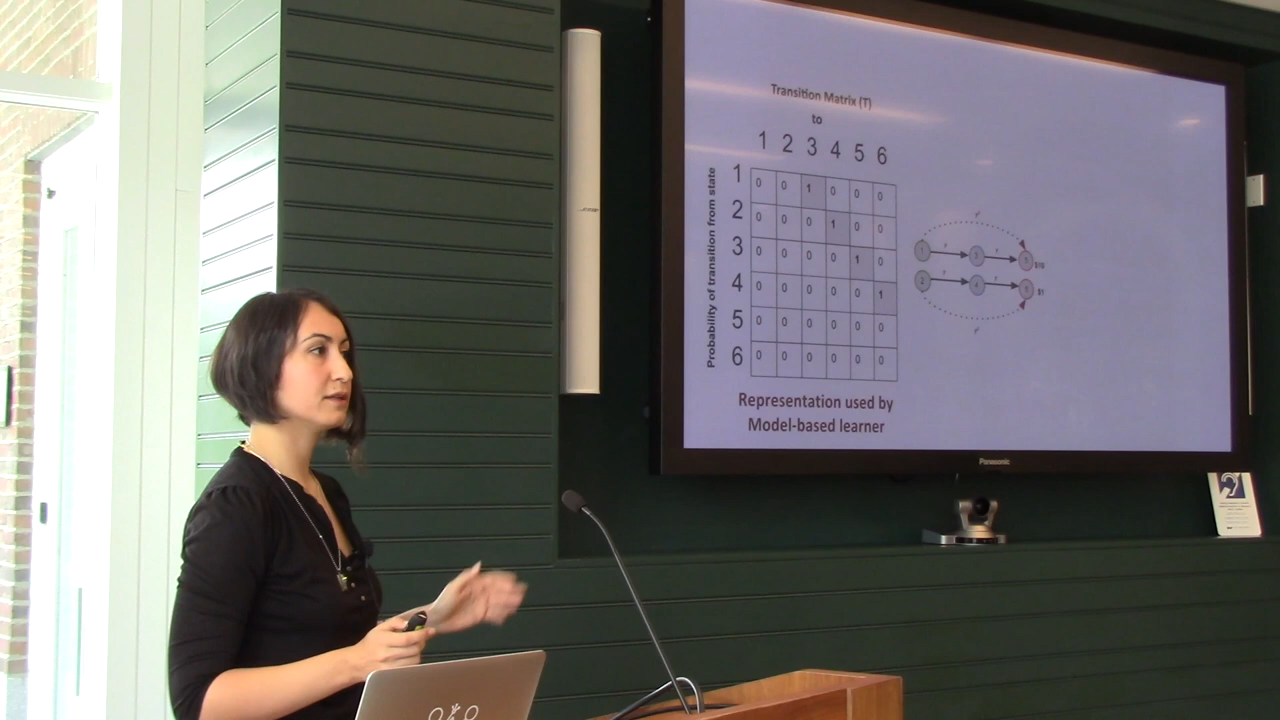 Transition Matrix (T)
to
1 2 3 4 5 6
Probability of transition from state
1 0 0 1 0 0 0
2 0 0 0 1 0 0
3 0 0 0 0 1 0
4 0 0 0 0 0 1
5 0 0 0 0 0 0
6 0 0 0 0 0 0
Representation used by
Model-based learner
$10
$1
Panasonic